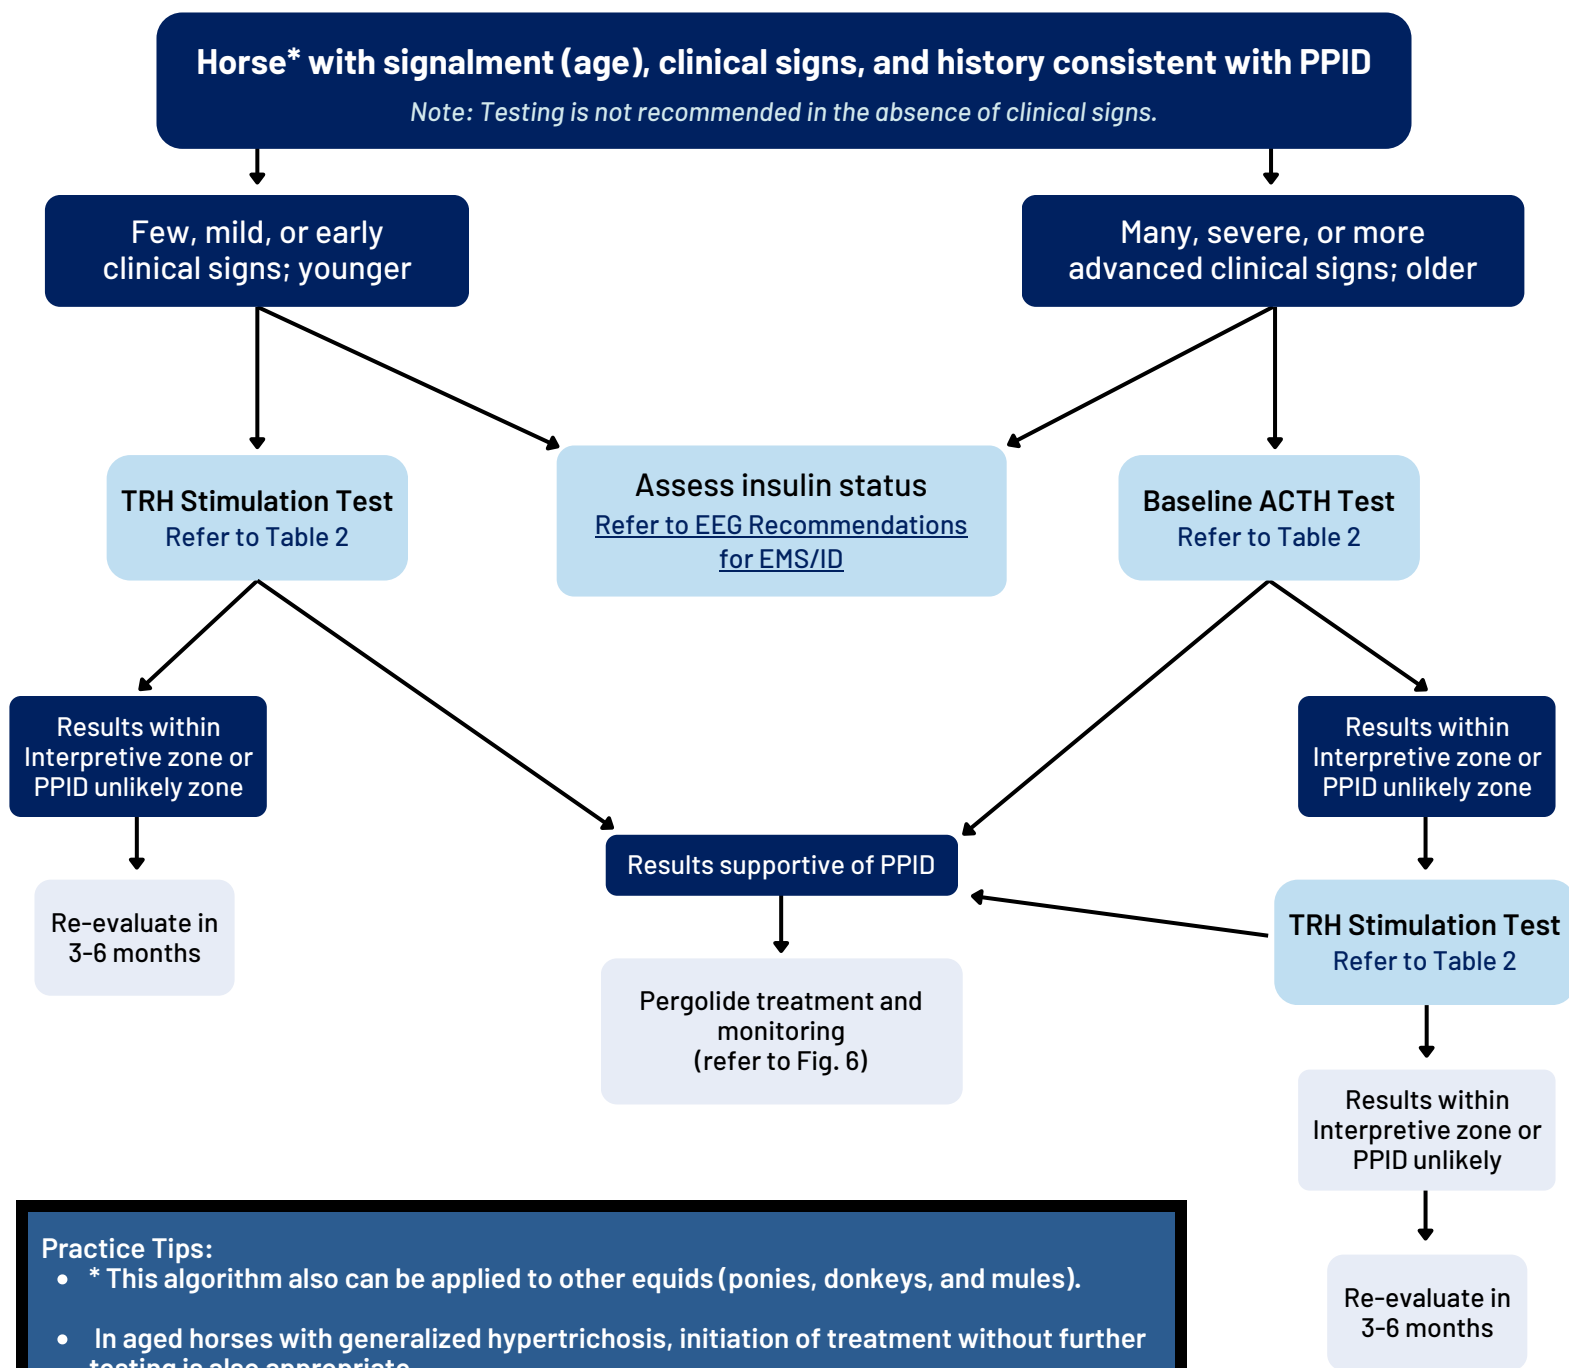 Horse* with signalment (age), clinical signs, and history consistent with PPID
Note: Testing is not recommended in the absence of clinical signs.
Few, mild, or early
clinical signs; younger
Many, severe, or more
advanced clinical signs; older
TRH Stimulation Test
Refer to Table 2
Assess insulin status
Refer to EEG Recommendations
for EMS/ID
Baseline ACTH Test
Refer to Table 2
Results within
Interpretive zone or
PPID unlikely zone
Results within
Interpretive zone or
PPID unlikely zone
Results supportive of PPID
Re-evaluate in
3-6 months
TRH Stimulation Test
Refer to Table 2
Pergolide treatment and
monitoring
(refer to Fig. 6)
Results within
Interpretive zone or
PPID unlikely
Re-evaluate in
3-6 months
Practice Tips:
• * This algorithm also can be applied to other equids (ponies, donkeys, and mules).
• In aged horses with generalized hypertrichosis, initiation of treatment without further
testing is also appropriate